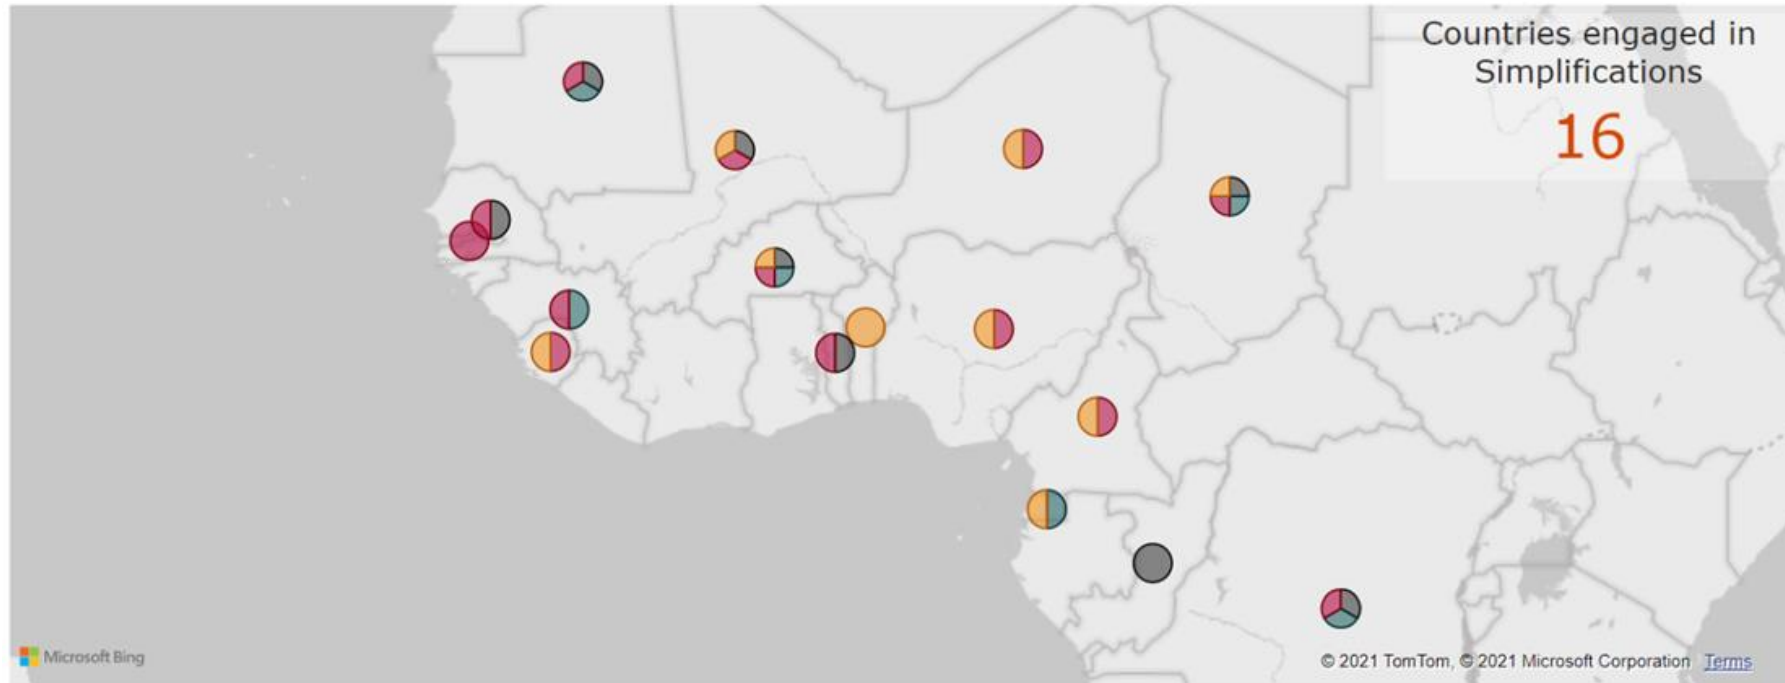 Countries engaged in
Simplifications
16
Microsoft Bing
© 2021 TomTom, © 2021 Microsoft Corporation Terms